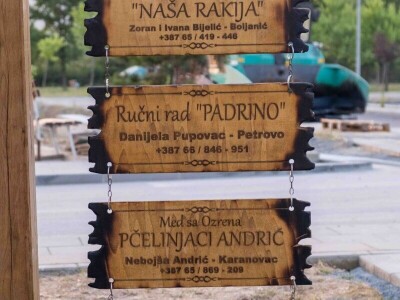 "NAŠA RAKIJA"
Zoran i Ivana Bijelić - Boljanić
+387 65 / 419 - 446
Ručni rad "PADRINO"
Danijela Pupovac - Petrovo
+387 66 / 846 - 951
Med sa Ozrena
PČELINJACI ANDRIĆ
Nebojša Andrić - Karanovac
+387 65 / 869 - 209